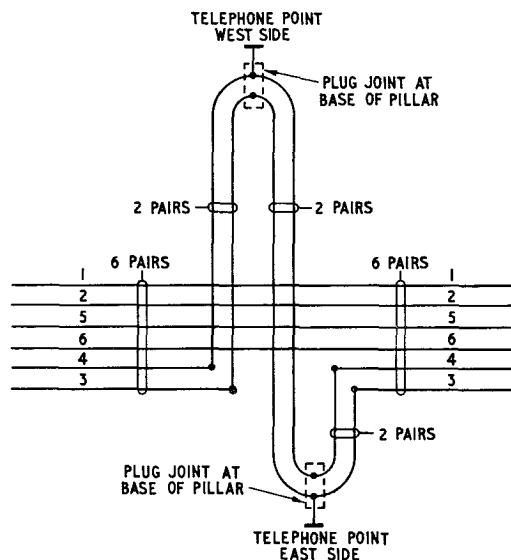 TELEPHONE POINT
WEST SIDE
PLUG JOINT AT
BASE OF PILLAR
2 PAIRS
2 PAIRS
6 PAIRS
6 PAIRS
1
1
2
2
5
5
6
6
4
4
3
3
2 PAIRS
PLUG JOINT AT
BASE OF PILLAR
TELEPHONE POINT
EAST SIDE